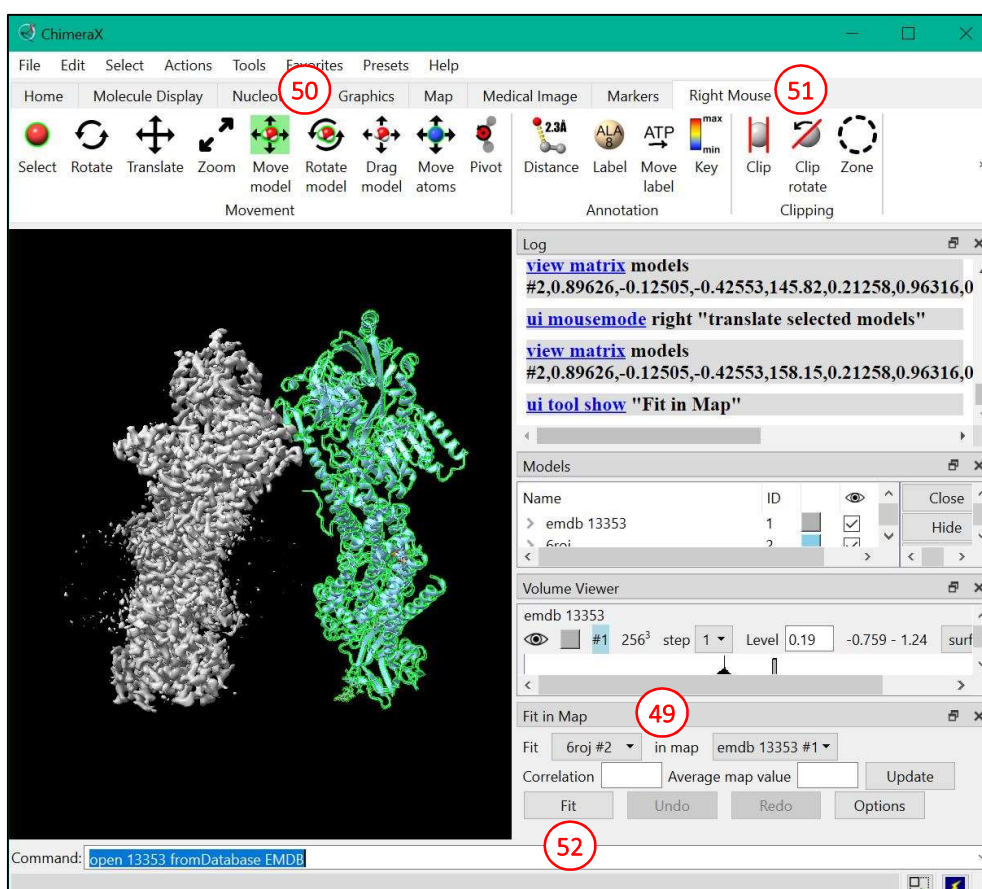 ChimeraX
File Edit Select Actions Tools Favorites Presets Help
Home Molecule Display Nucleot 50 Graphics Map Medical Image Markers Right Mouse 51
Select Rotate Translate Zoom Move model Rotate model Drag model Move atoms Pivot 2.3Å Distance ALA 8 Label ATP Move label max min Key Clip Clip rotate Zone
Movement Annotation Clipping
Log
view matrix models
#2,0.89626,-0.12505,-0.42553,145.82,0.21258,0.96316,0
ui mousemode right "translate selected models"
view matrix models
#2,0.89626,-0.12505,-0.42553,158.15,0.21258,0.96316,0
ui tool show "Fit in Map"
Models
Name ID Close
emdb 13353 1 Hide
6roj 2
Volume Viewer
emdb 13353
#1 256³ step 1 Level 0.19 -0.759 - 1.24 surf
Fit in Map 49
Fit 6roj #2 in map emdb 13353 #1
Correlation Average map value Update
Fit Undo Redo Options
52
Command: open 13353 fromDatabase EMDB